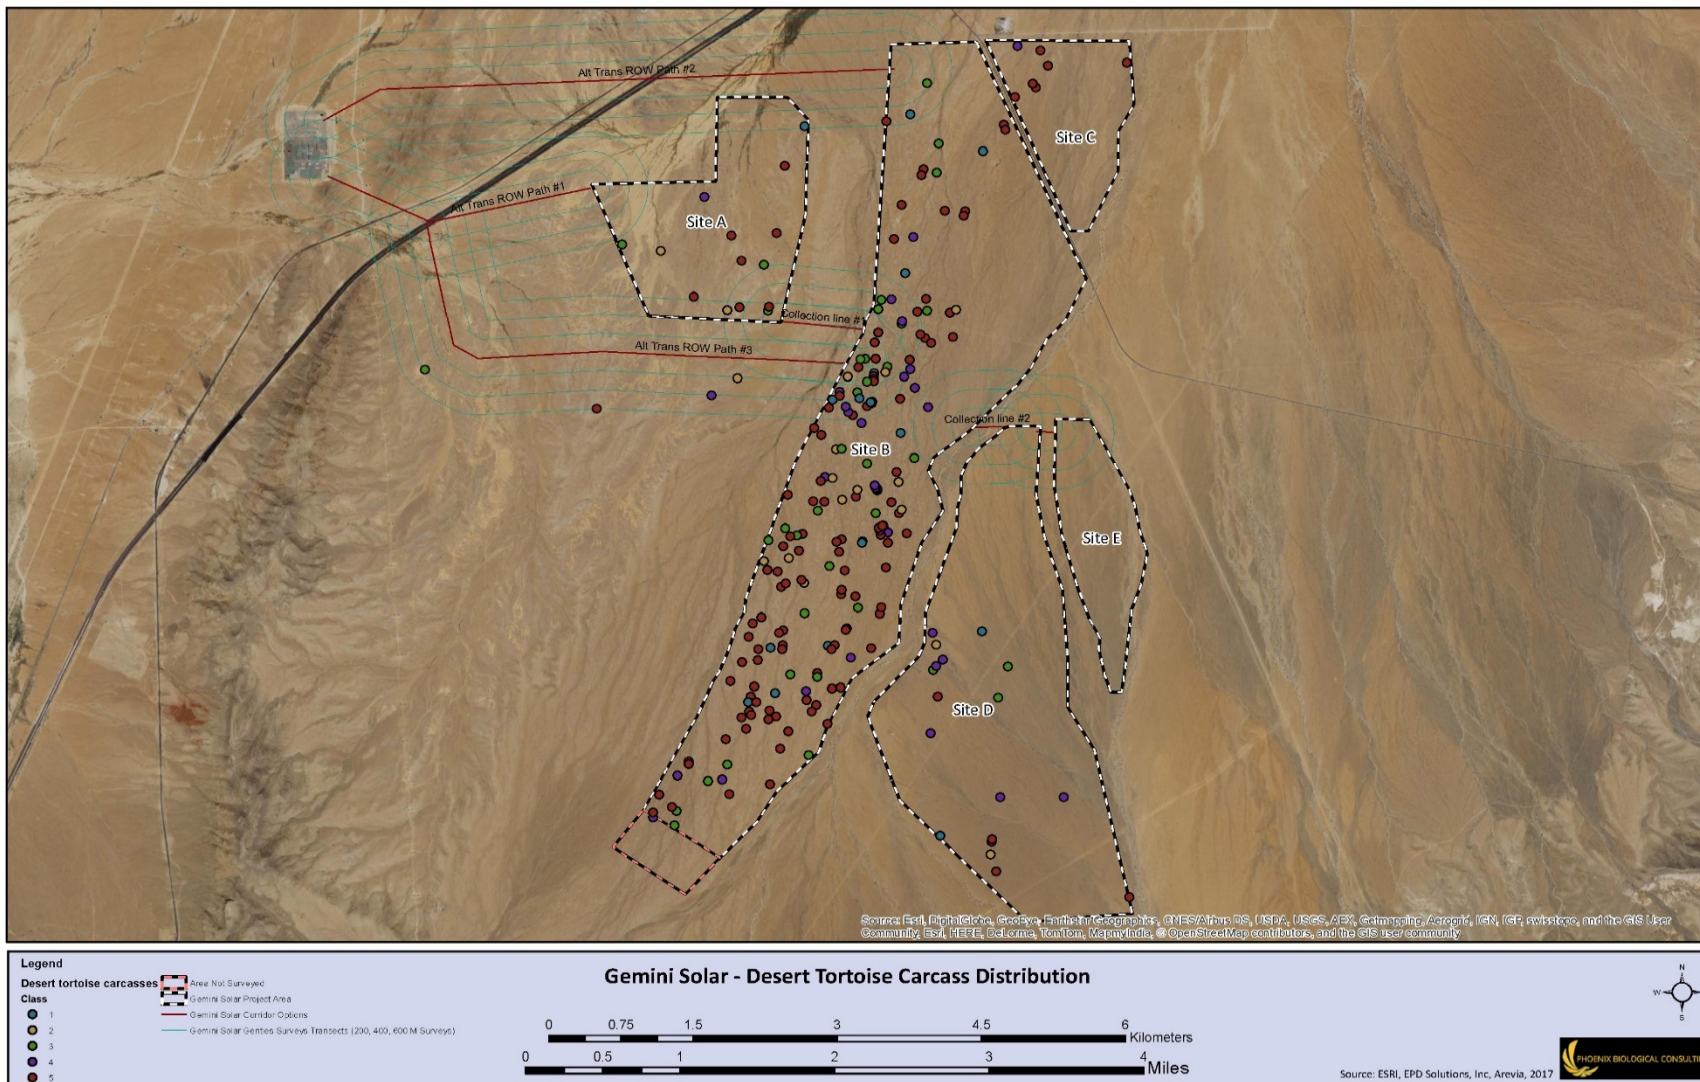 Alt Trans ROW Path #2
Site C
Alt Trans ROW Path #1
Site A
Collection line #1
Alt Trans ROW Path #3
Collection line #2
Site B
Site E
Site D
Source: Esri, DigitalGlobe, GeoEye, Earthstar Geographics, CNES/Airbus DS, USDA, USGS, AEX, Getmapping, Aerogrid, IGN, IGP, swisstopo, and the GIS User
Community, Esri, HERE, DeLorme, TomTom, MapmyIndia, © OpenStreetMap contributors, and the GIS user community
Legend
Desert tortoise carcasses
Class
1
2
3
4
5
Area Not Surveyed
Gemini Solar Project Area
Gemini Solar Corridor Options
Gemini Solar Genties Surveys Transects (200, 400, 600 M Surveys)
Gemini Solar - Desert Tortoise Carcass Distribution
0 0.75 1.5 3 4.5 6
Kilometers
0 0.5 1 2 3 4
Miles
N
W E
S
PHOENIX BIOLOGICAL CONSULTI
Source: ESRI, EPD Solutions, Inc, Arevia, 2017